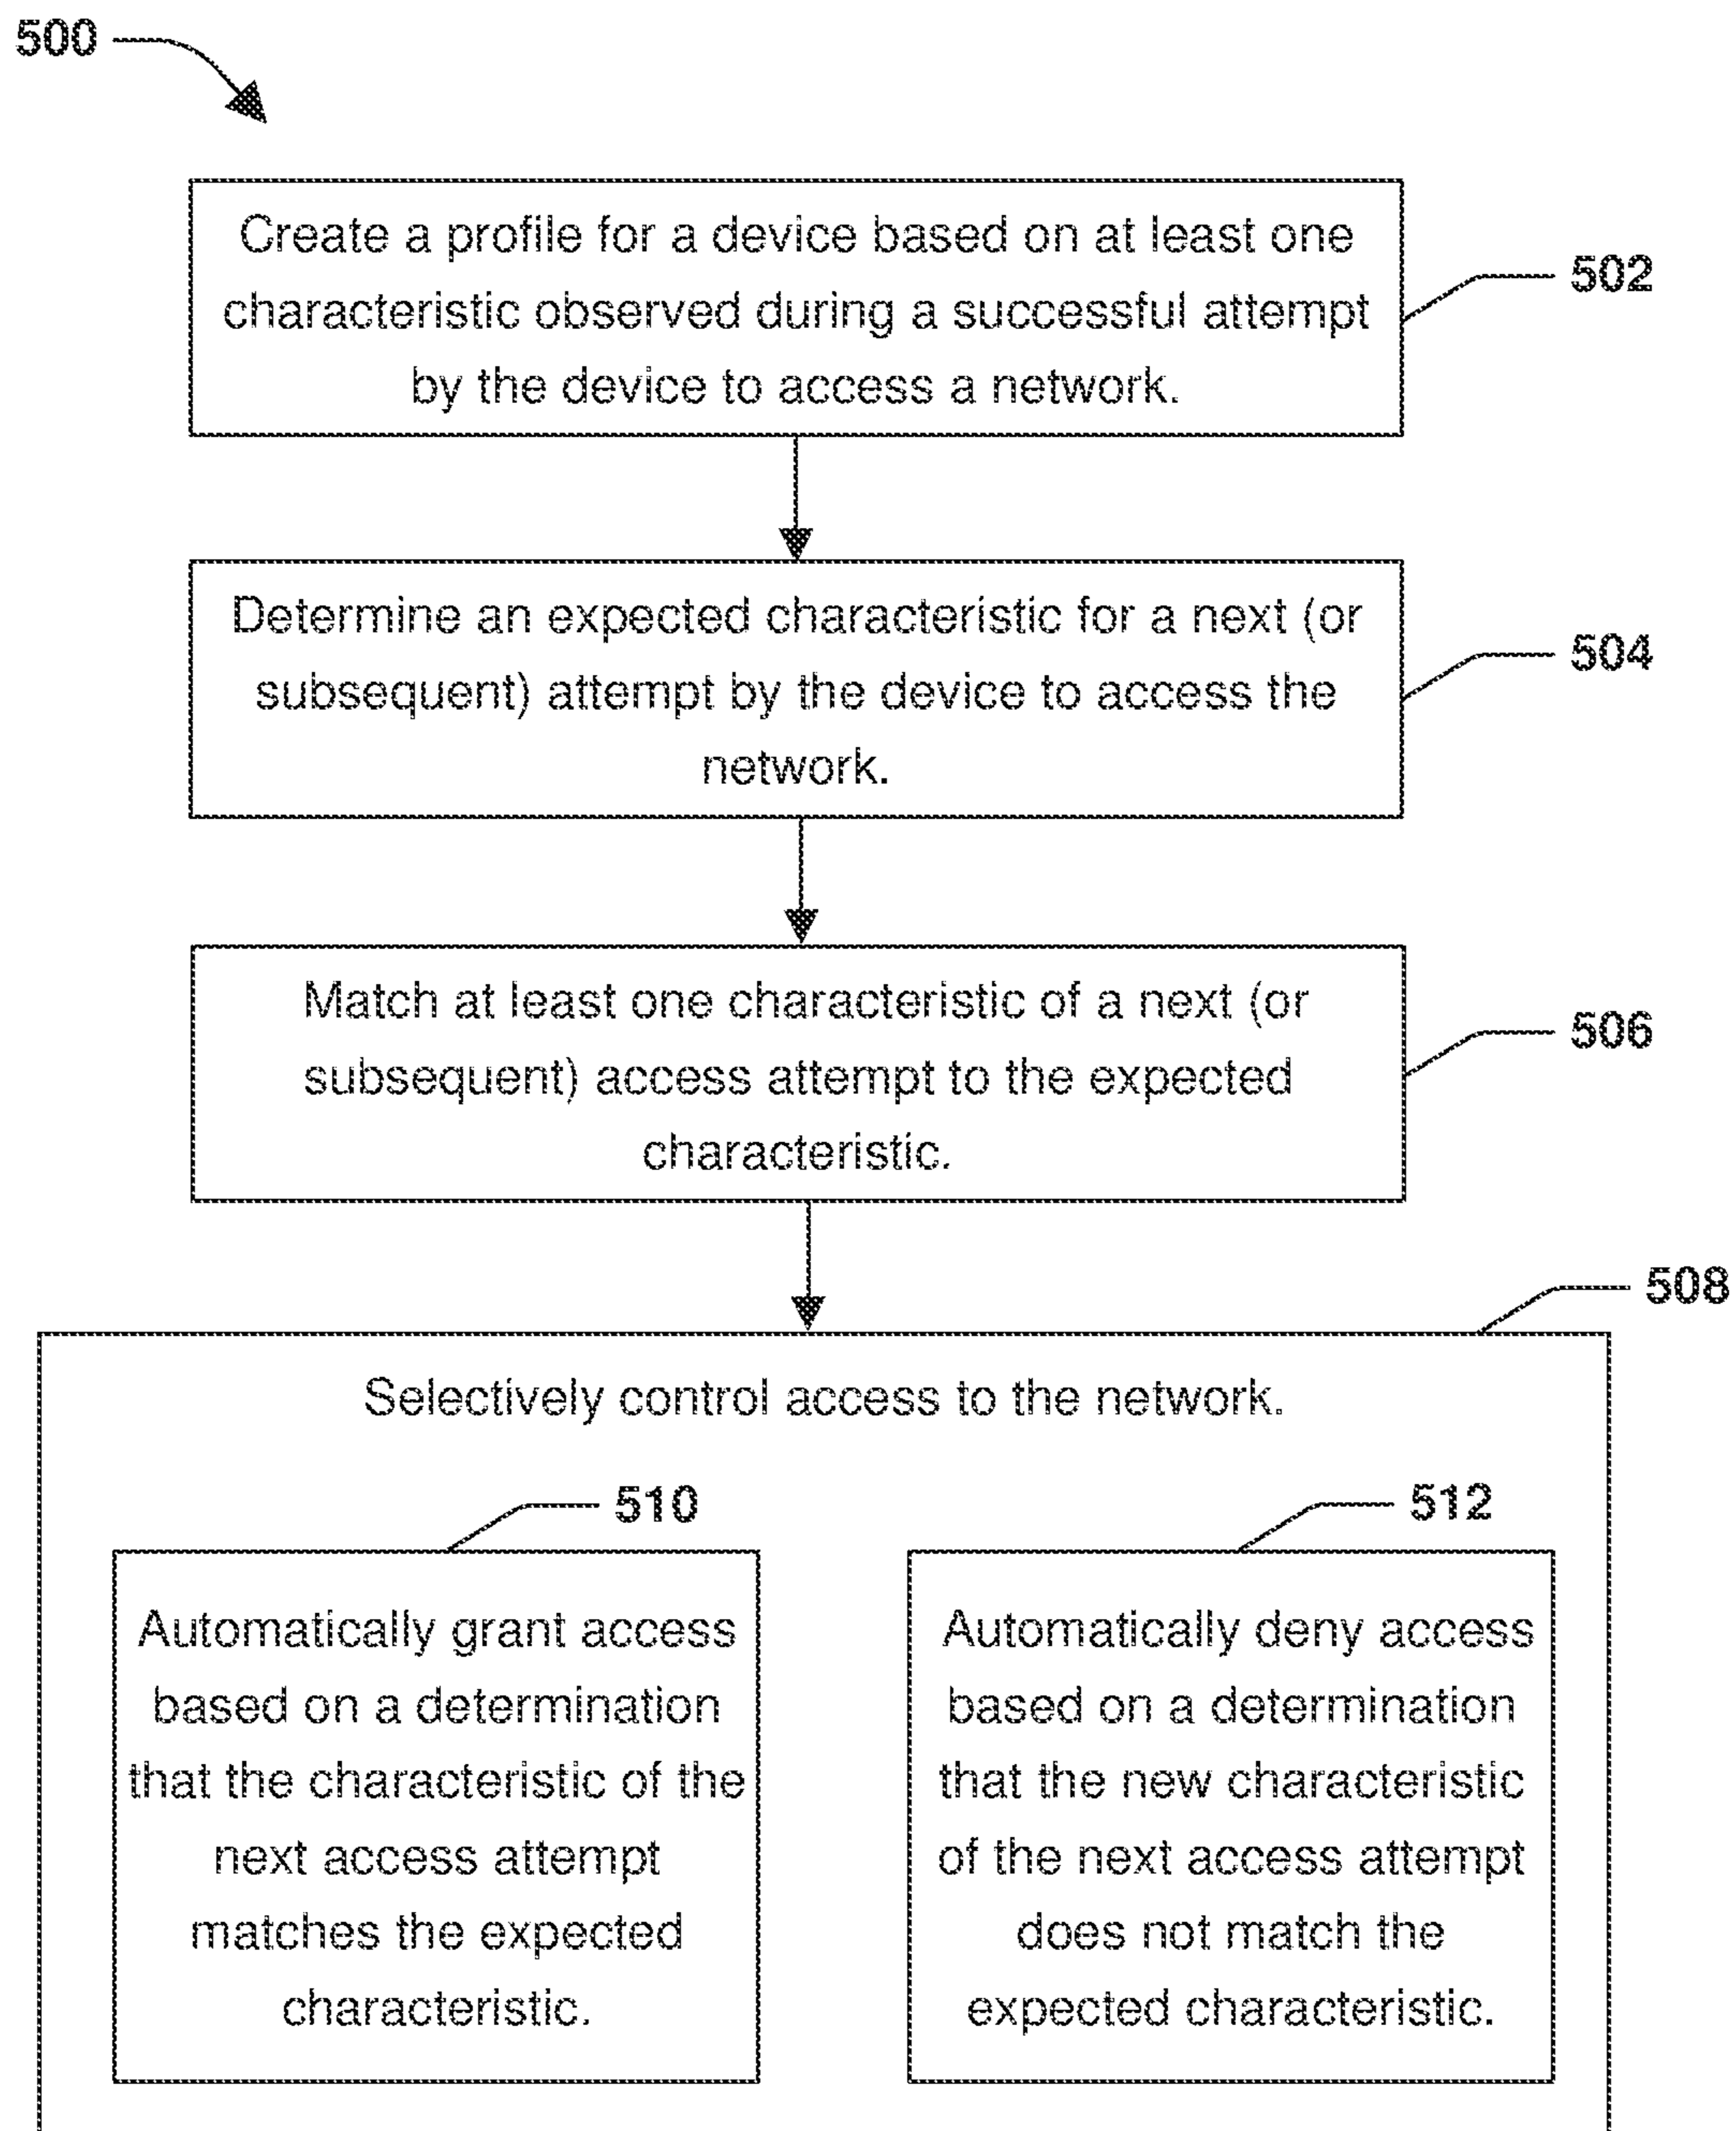 500
Create a profile for a device based on at least one
characteristic observed during a successful attempt
by the device to access a network.
502
Determine an expected characteristic for a next (or
subsequent) attempt by the device to access the
network.
504
Match at least one characteristic of a next (or
subsequent) access attempt to the expected
characteristic.
506
508
Selectively control access to the network.
510
Automatically grant access
based on a determination
that the characteristic of the
next access attempt
matches the expected
characteristic.
512
Automatically deny access
based on a determination
that the new characteristic
of the next access attempt
does not match the
expected characteristic.